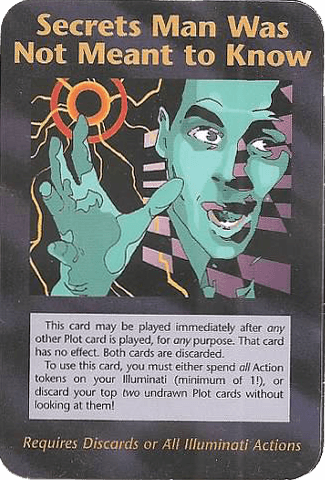 Secrets Man Was
Not Meant to Know
This card may be played immediately after any
other Plot card is played, for any purpose. That card
has no effect. Both cards are discarded.
To use this card, you must either spend all Action
tokens on your Illuminati (minimum of 1!), or
discard your top two undrawn Plot cards without
looking at them!
Requires Discards or All Illuminati Actions